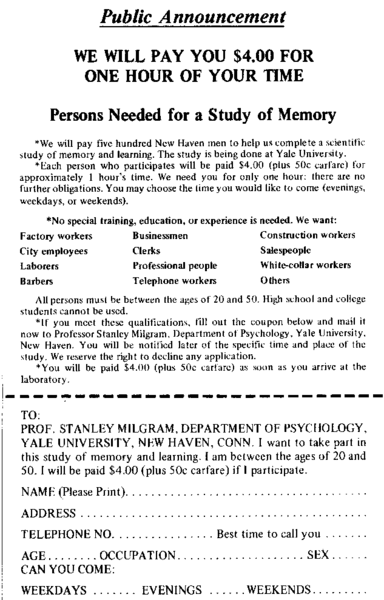 Public Announcement
WE WILL PAY YOU $4.00 FOR
ONE HOUR OF YOUR TIME
Persons Needed for a Study of Memory
*We will pay five hundred New Haven men to help us complete a scientific
study of memory and learning. The study is being done at Yale University.
*Each person who participates will be paid $4.00 (plus 50c carfare) for
approximately 1 hour's time. We need you for only one hour: there are no
further obligations. You may choose the time you would like to come (evenings,
weekdays, or weekends).
*No special training, education, or experience is needed. We want:
Factory workers Businessmen Construction workers
City employees Clerks Salespeople
Laborers Professional people White-collar workers
Barbers Telephone workers Others
All persons must be between the ages of 20 and 50. High school and college
students cannot be used.
*If you meet these qualifications, fill out the coupon below and mail it
now to Professor Stanley Milgram, Department of Psychology, Yale University,
New Haven. You will be notified later of the specific time and place of the
study. We reserve the right to decline any application.
*You will be paid $4.00 (plus 50c carfare) as soon as you arrive at the
laboratory.
TO:
PROF. STANLEY MILGRAM, DEPARTMENT OF PSYCHOLOGY,
YALE UNIVERSITY, NEW HAVEN, CONN. I want to take part in
this study of memory and learning. I am between the ages of 20 and
50. I will be paid $4.00 (plus 50c carfare) if I participate.
NAME (Please Print). . . . . . . . . . . . . . . . . . . . . . . . . . . . . . . . .
ADDRESS . . . . . . . . . . . . . . . . . . . . . . . . . . . . . . . . . . . . . . .
TELEPHONE NO. . . . . . . . . . . . . . Best time to call you . . . . . . .
AGE . . . . . . . . OCCUPATION. . . . . . . . . . . . . . . . . . SEX . . . . . .
CAN YOU COME:
WEEKDAYS . . . . . . . EVENINGS . . . . . . WEEKENDS. . . . . . . . .